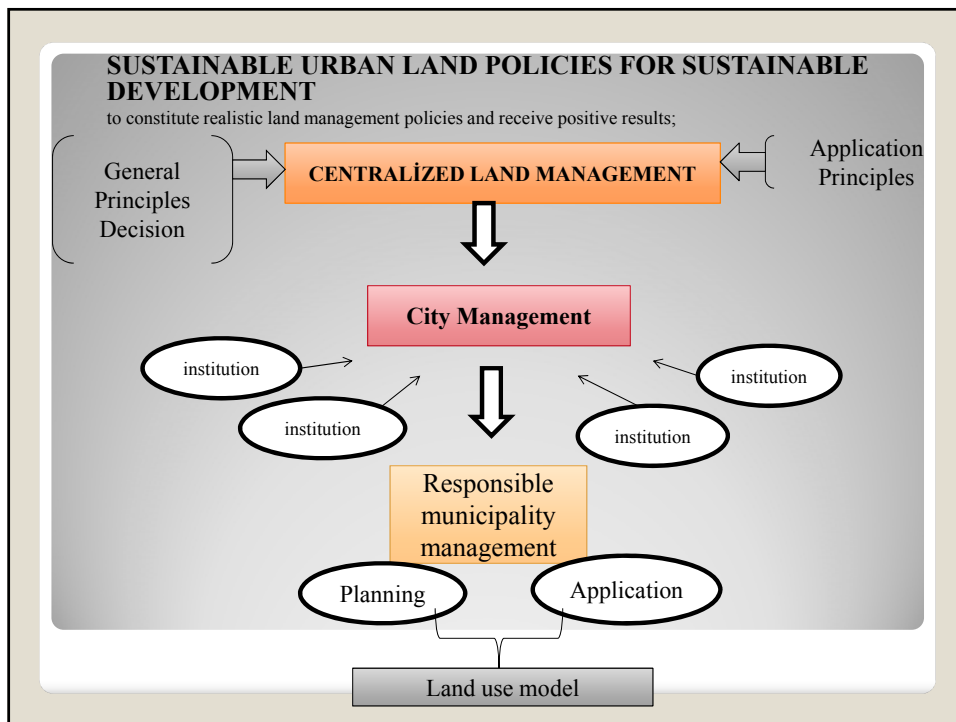 SUSTAINABLE URBAN LAND POLICIES FOR SUSTAINABLE
DEVELOPMENT
to constitute realistic land management policies and receive positive results;
General
Principles
Decision
CENTRALİZED LAND MANAGEMENT
Application
Principles
City Management
institution
institution
institution
institution
Responsible
municipality
management
Planning
Application
Land use model